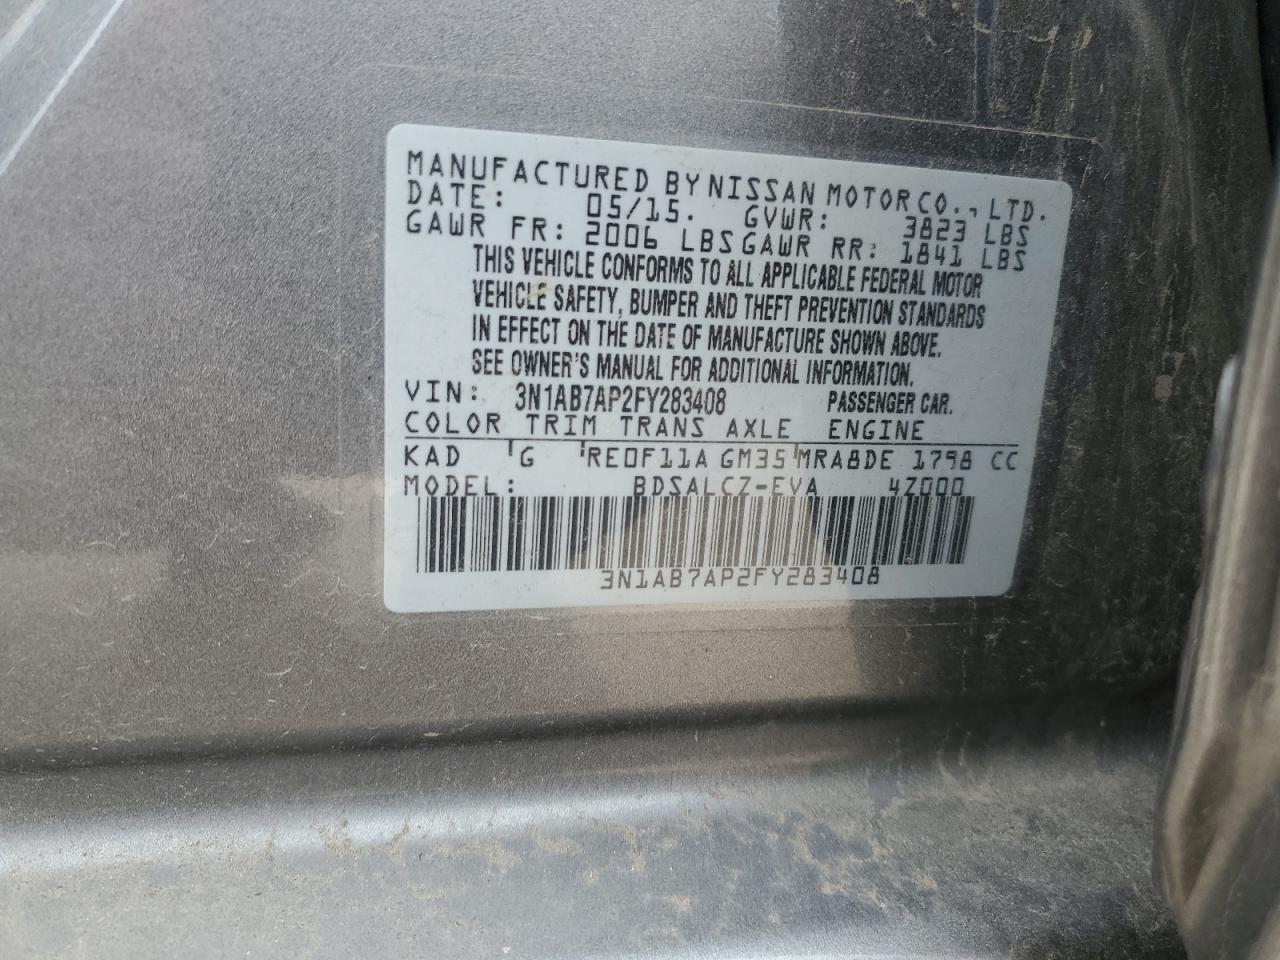 MANUFACTURED BY NISSAN MOTOR CO., LTD.
DATE: 05/15. GVWR: 3823 LBS
GAWR FR: 2006 LBS GAWR RR: 1841 LBS
THIS VEHICLE CONFORMS TO ALL APPLICABLE FEDERAL MOTOR
VEHICLE SAFETY, BUMPER AND THEFT PREVENTION STANDARDS
IN EFFECT ON THE DATE OF MANUFACTURE SHOWN ABOVE.
SEE OWNER'S MANUAL FOR ADDITIONAL INFORMATION.
VIN: 3N1AB7AP2FY283408 PASSENGER CAR.
COLOR TRIM TRANS AXLE ENGINE
KAD G RE0F11A GM35 MRA8DE 1798 CC
MODEL: BDSALCZ-EVA 4Z000
3N1AB7AP2FY283408